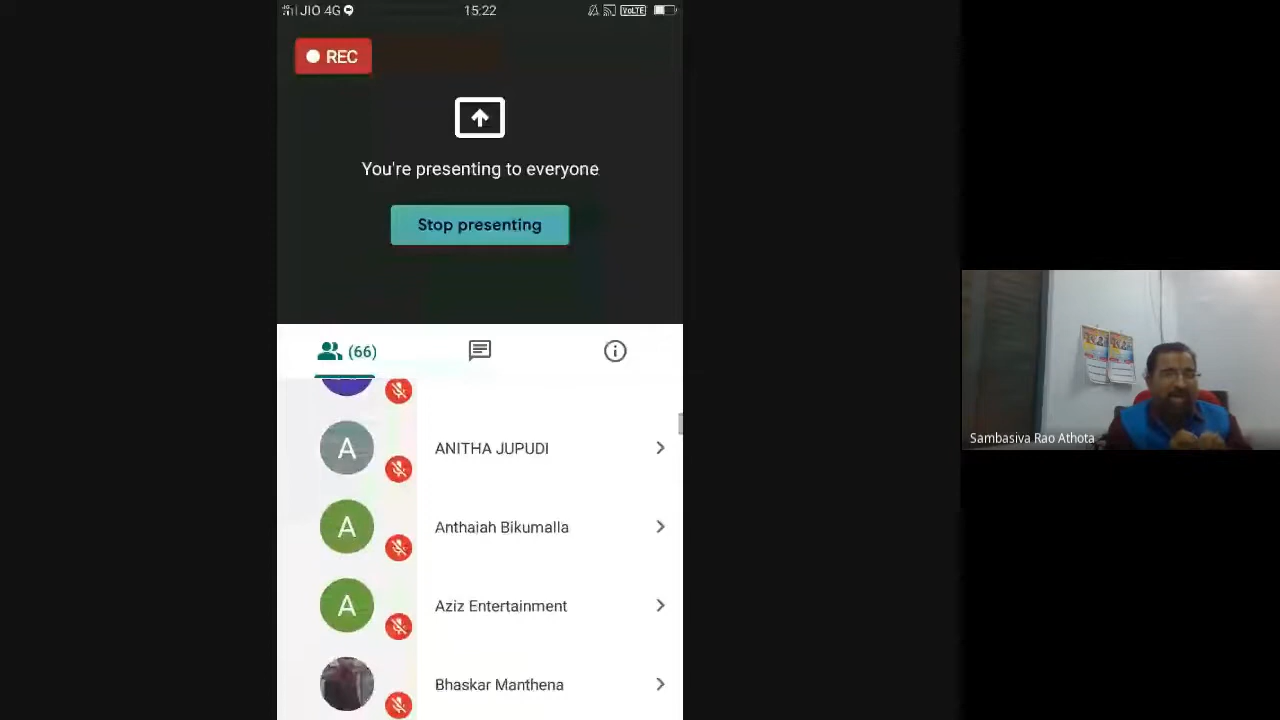 JIO 4G
15:22
VoLTE
REC
You're presenting to everyone
Stop presenting
(66)
A
ANITHA JUPUDI
A
Anthaiah Bikumalla
A
Aziz Entertainment
Bhaskar Manthena
Sambasiva Rao Athota